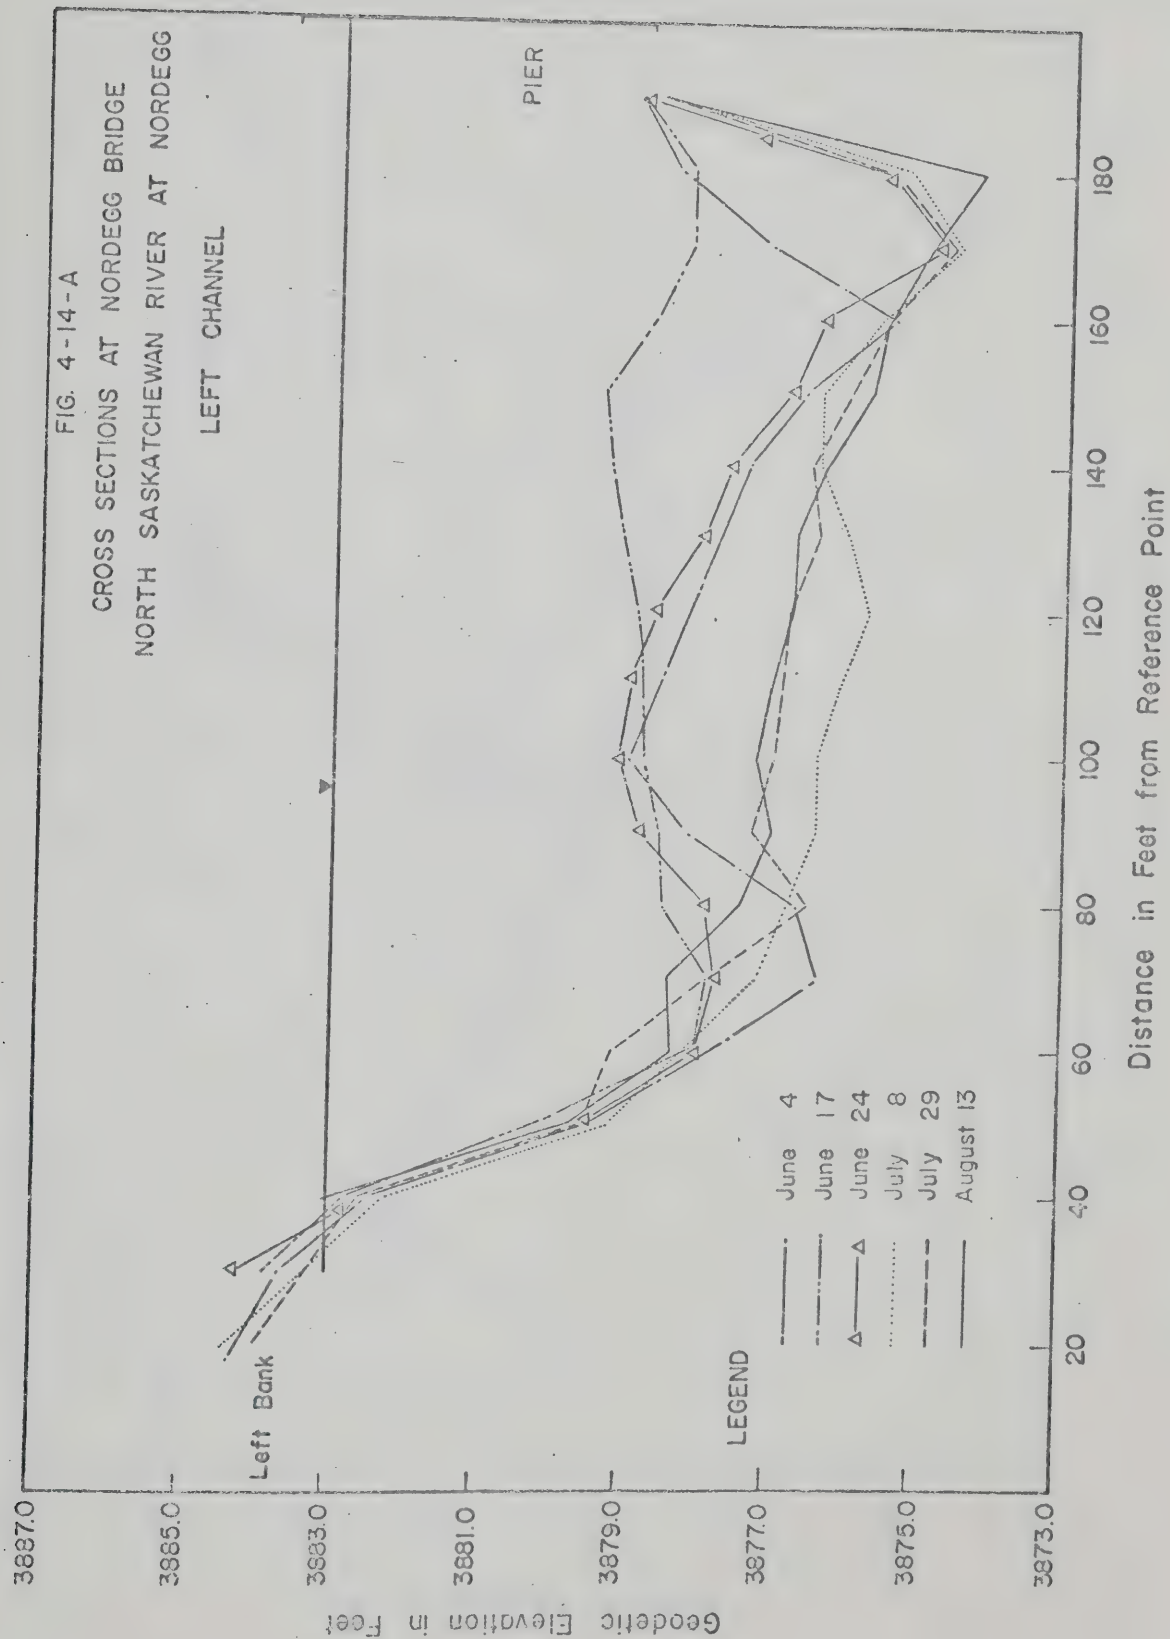 FIG. 4-14-A
CROSS SECTIONS AT NORDEGG BRIDGE
NORTH SASKATCHEWAN RIVER AT NORDEGG
LEFT CHANNEL
PIER
Left Bank
LEGEND
June 4
June 17
June 24
July 8
July 29
August 13
Geodetic Elevation in Feet
3887.0
3885.0
3883.0
3881.0
3879.0
3877.0
3875.0
3873.0
20
40
60
80
100
120
140
160
180
Distance in Feet from Reference Point